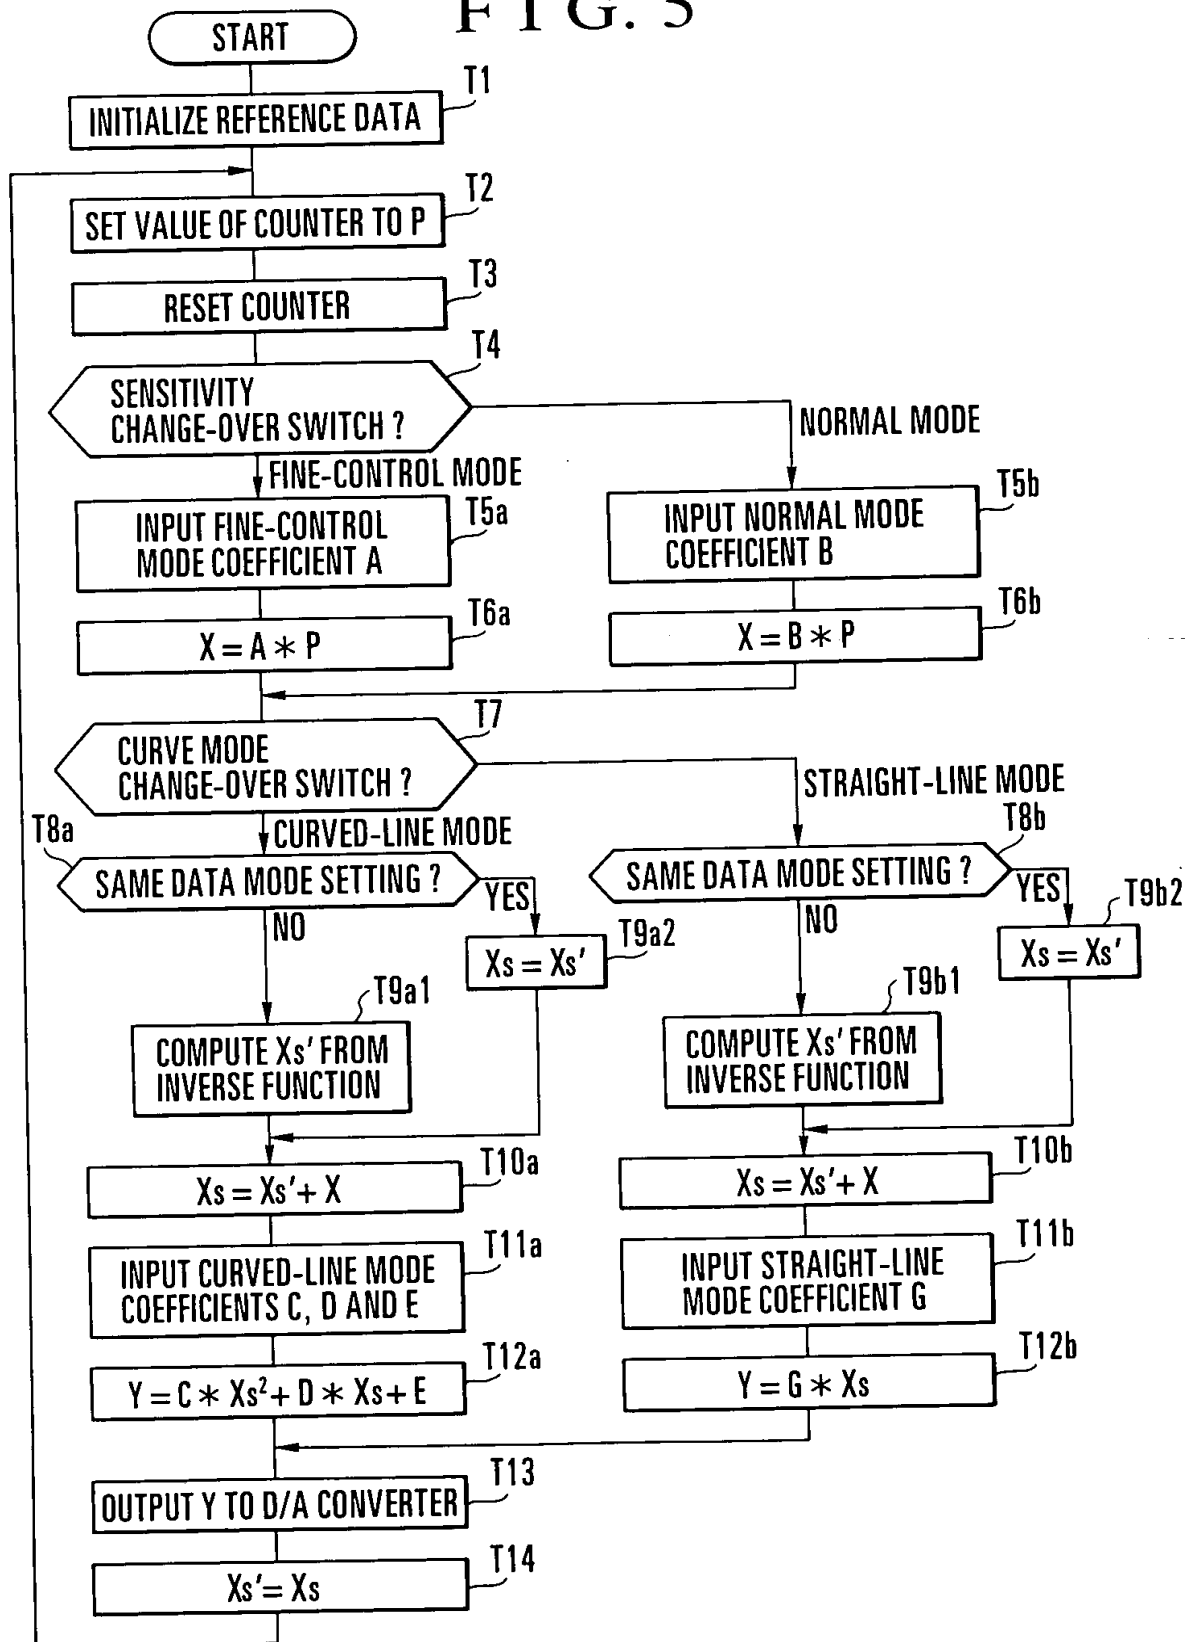 FIG. 5
START
T1
INITIALIZE REFERENCE DATA
T2
SET VALUE OF COUNTER TO P
T3
RESET COUNTER
T4
SENSITIVITY
CHANGE-OVER SWITCH ?
NORMAL MODE
FINE-CONTROL MODE
T5a
INPUT FINE-CONTROL
MODE COEFFICIENT A
T5b
INPUT NORMAL MODE
COEFFICIENT B
T6a
X = A * P
T6b
X = B * P
T7
CURVE MODE
CHANGE-OVER SWITCH ?
STRAIGHT-LINE MODE
CURVED-LINE MODE
T8a
SAME DATA MODE SETTING ?
YES
NO
T8b
SAME DATA MODE SETTING ?
YES
NO
T9a2
Xs = Xs'
T9b2
Xs = Xs'
T9a1
COMPUTE Xs' FROM
INVERSE FUNCTION
T9b1
COMPUTE Xs' FROM
INVERSE FUNCTION
T10a
Xs = Xs' + X
T10b
Xs = Xs' + X
T11a
INPUT CURVED-LINE MODE
COEFFICIENTS C, D AND E
T11b
INPUT STRAIGHT-LINE
MODE COEFFICIENT G
T12a
Y = C * Xs² + D * Xs + E
T12b
Y = G * Xs
T13
OUTPUT Y TO D/A CONVERTER
T14
Xs' = Xs